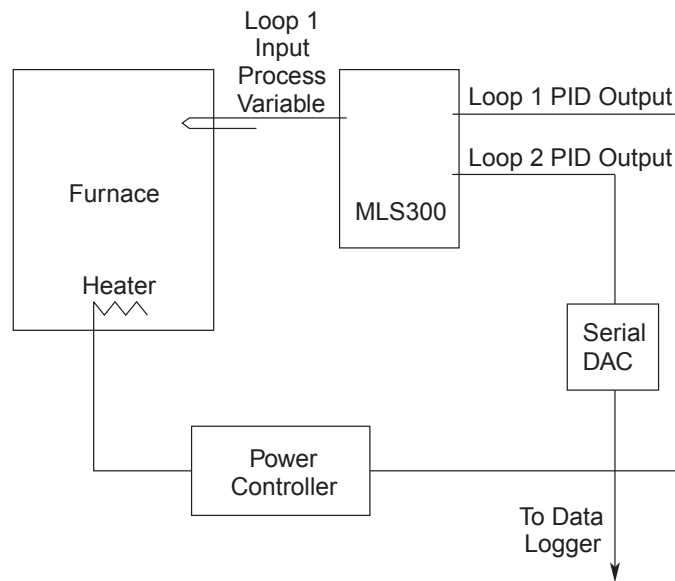 Loop 1
Input
Process
Variable
Loop 1 PID Output
Loop 2 PID Output
Furnace
MLS300
Heater
Serial
DAC
Power
Controller
To Data
Logger